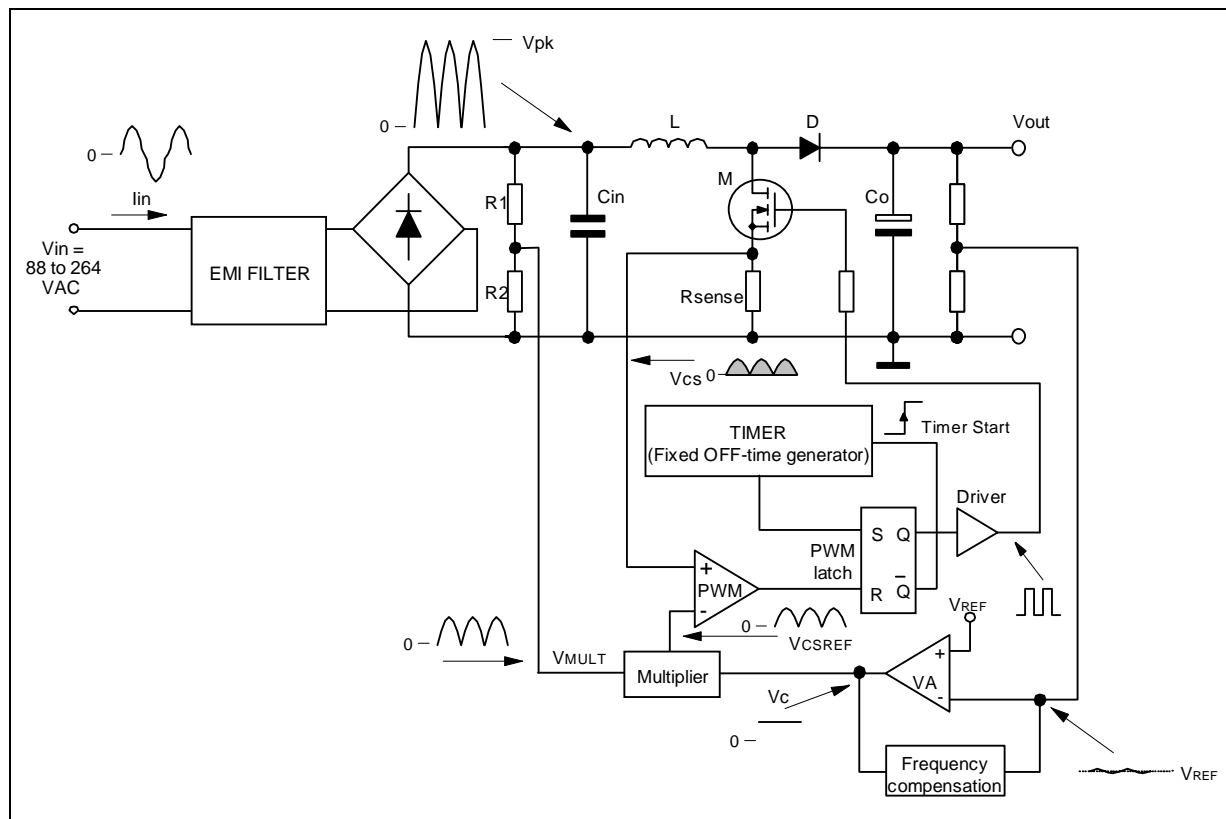 Vpk
0
0
Iin
Vin =
88 to 264
VAC
EMI FILTER
R1
R2
Cin
L
D
M
Co
Vout
Rsense
Vcs
0
TIMER
(Fixed OFF-time generator)
Timer Start
Driver
S Q
PWM
latch
R Q
+
PWM
-
0
VCSREF
0
VMULT
Multiplier
VREF
+
VA
-
Vc
0
Frequency
compensation
VREF